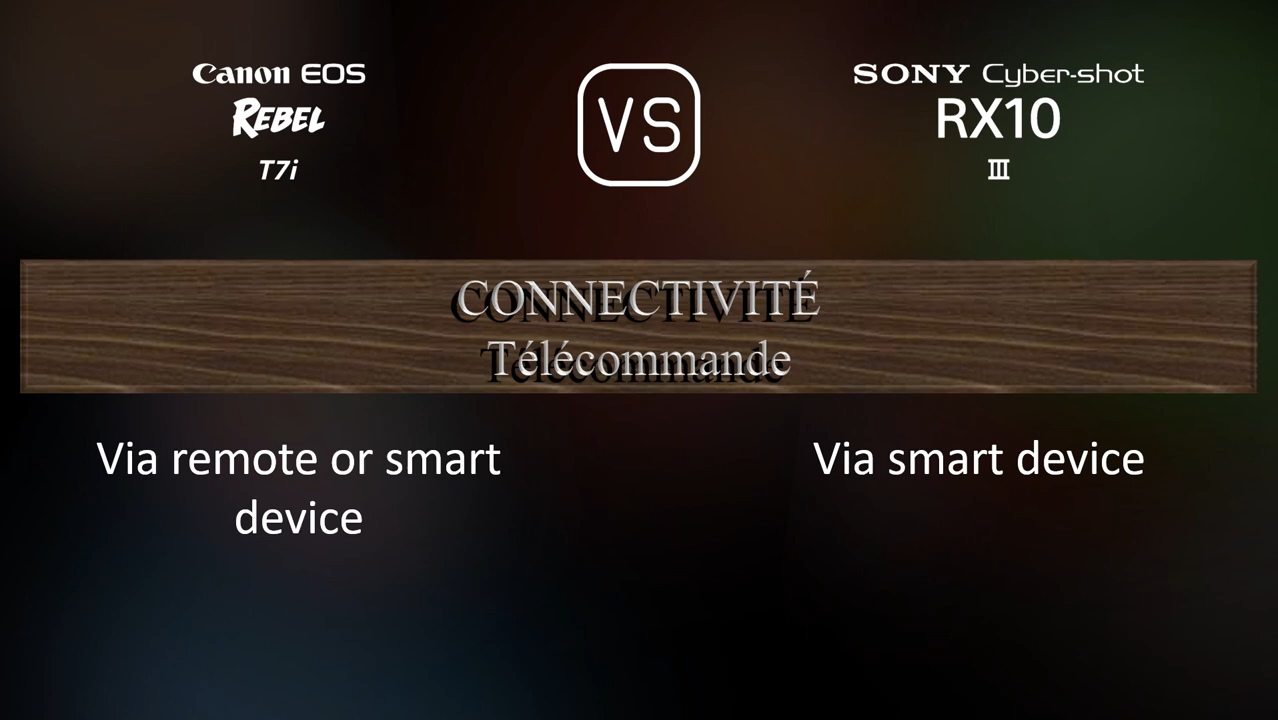 Canon EOS
REBEL
T7i
VS
SONY Cyber-shot
RX10
III
CONNECTIVITÉ
Télécommande
Via remote or smart
device
Via smart device